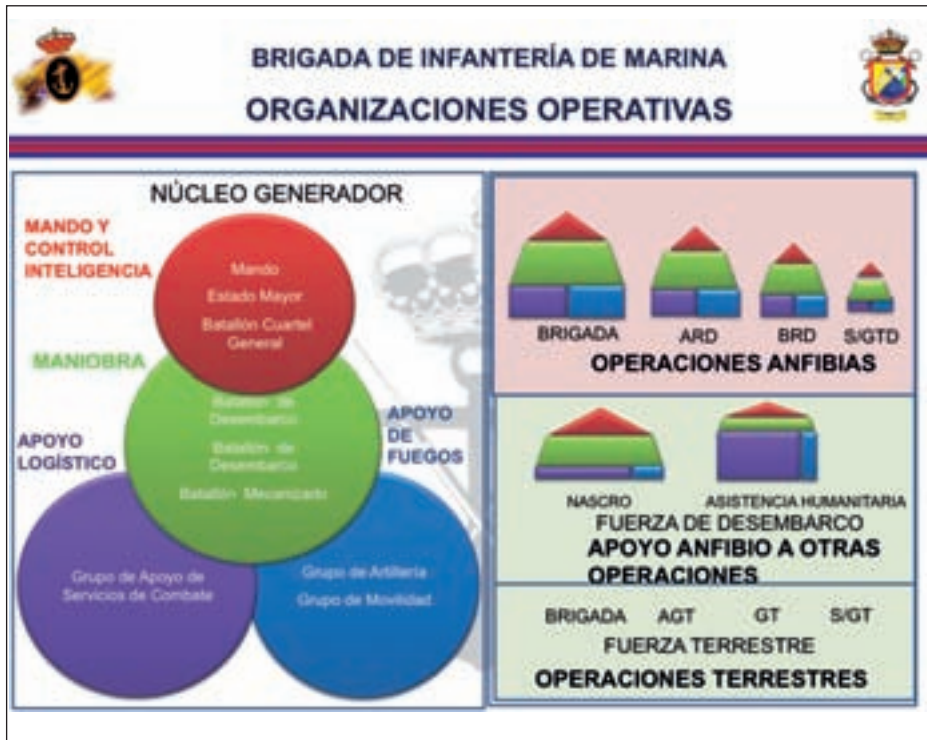 BRIGADA DE INFANTERÍA DE MARINA
ORGANIZACIONES OPERATIVAS
NÚCLEO GENERADOR
MANDO Y
CONTROL
INTELIGENCIA
Mando
Estado Mayor
Batallón Cuartel
General
MANIOBRA
Batallón de
Desembarco
Batallón de
Desembarco
Batallón Mecanizado
APOYO
LOGÍSTICO
APOYO
DE
FUEGOS
Grupo de Apoyo de
Servicios de Combate
Grupo de Artillería
Grupo de Movilidad
BRIGADA ARD BRD S/GTD
OPERACIONES ANFIBIAS
NASCRO ASISTENCIA HUMANITARIA
FUERZA DE DESEMBARCO
APOYO ANFIBIO A OTRAS
OPERACIONES
BRIGADA AGT GT S/GT
FUERZA TERRESTRE
OPERACIONES TERRESTRES